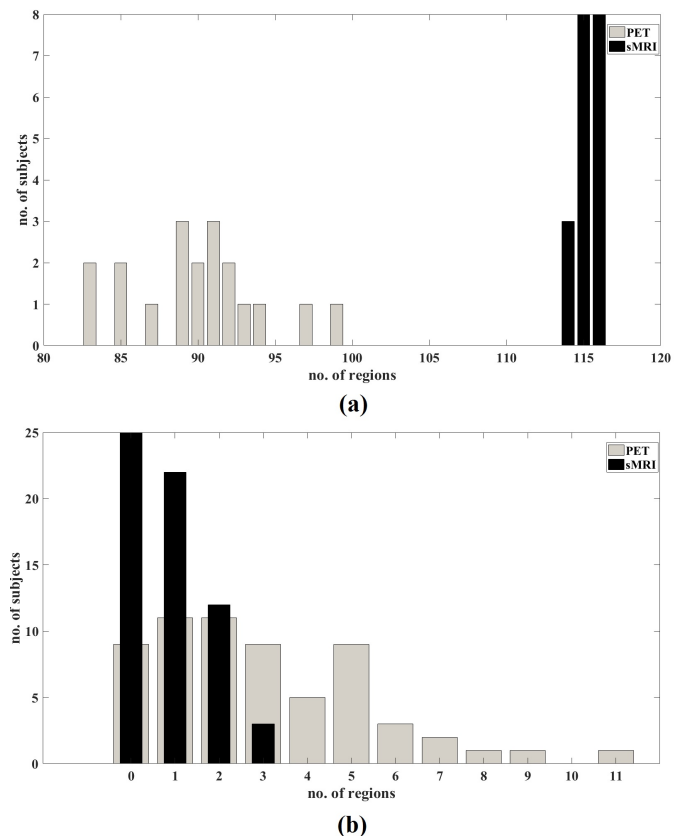 8
7
6
5
4
3
2
1
0
no. of subjects
PET
sMRI
80 85 90 95 100 105 110 115 120
no. of regions
(a)
25
20
15
10
5
0
no. of subjects
PET
sMRI
0 1 2 3 4 5 6 7 8 9 10 11
no. of regions
(b)